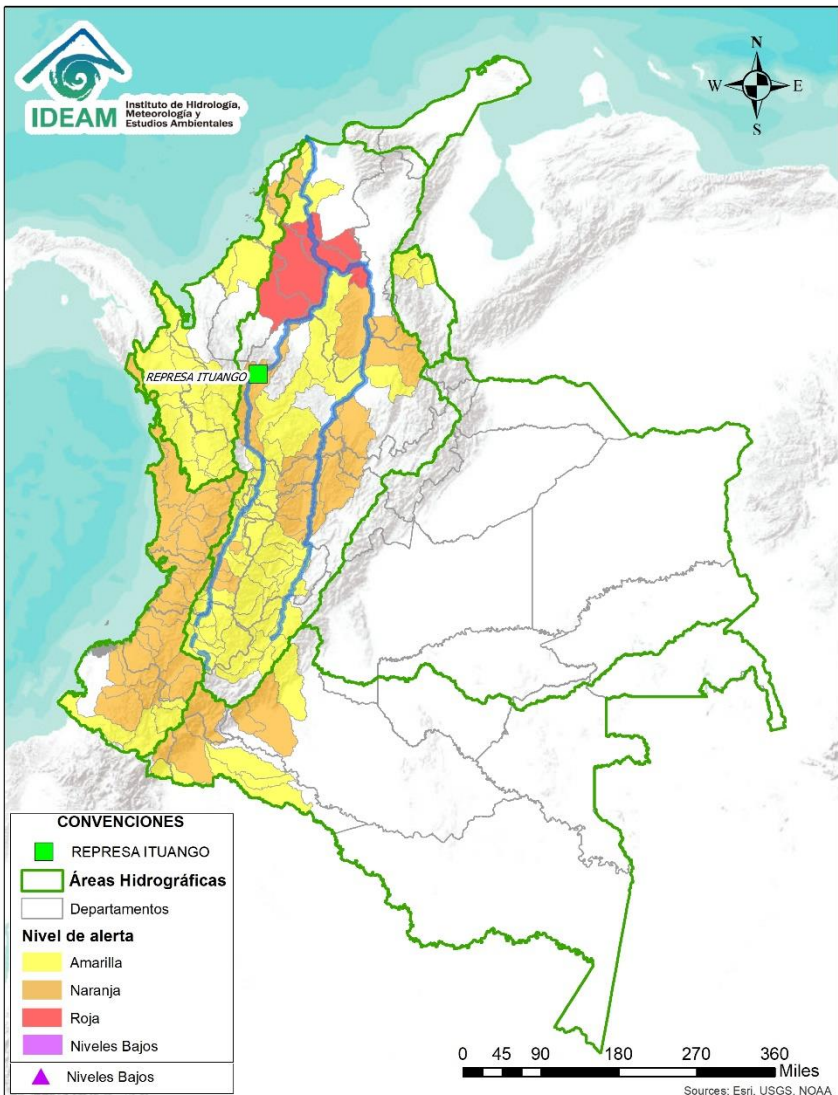 IDEAM
Instituto de Hidrología,
Meteorología y
Estudios Ambientales
N
W
E
S
REPRESA ITUANGO
CONVENCIONES
REPRESA ITUANGO
Áreas Hidrográficas
Departamentos
Nivel de alerta
Amarilla
Naranja
Roja
Niveles Bajos
Niveles Bajos
0 45 90 180 270 360
Miles
Sources: Esri, USGS, NOAA